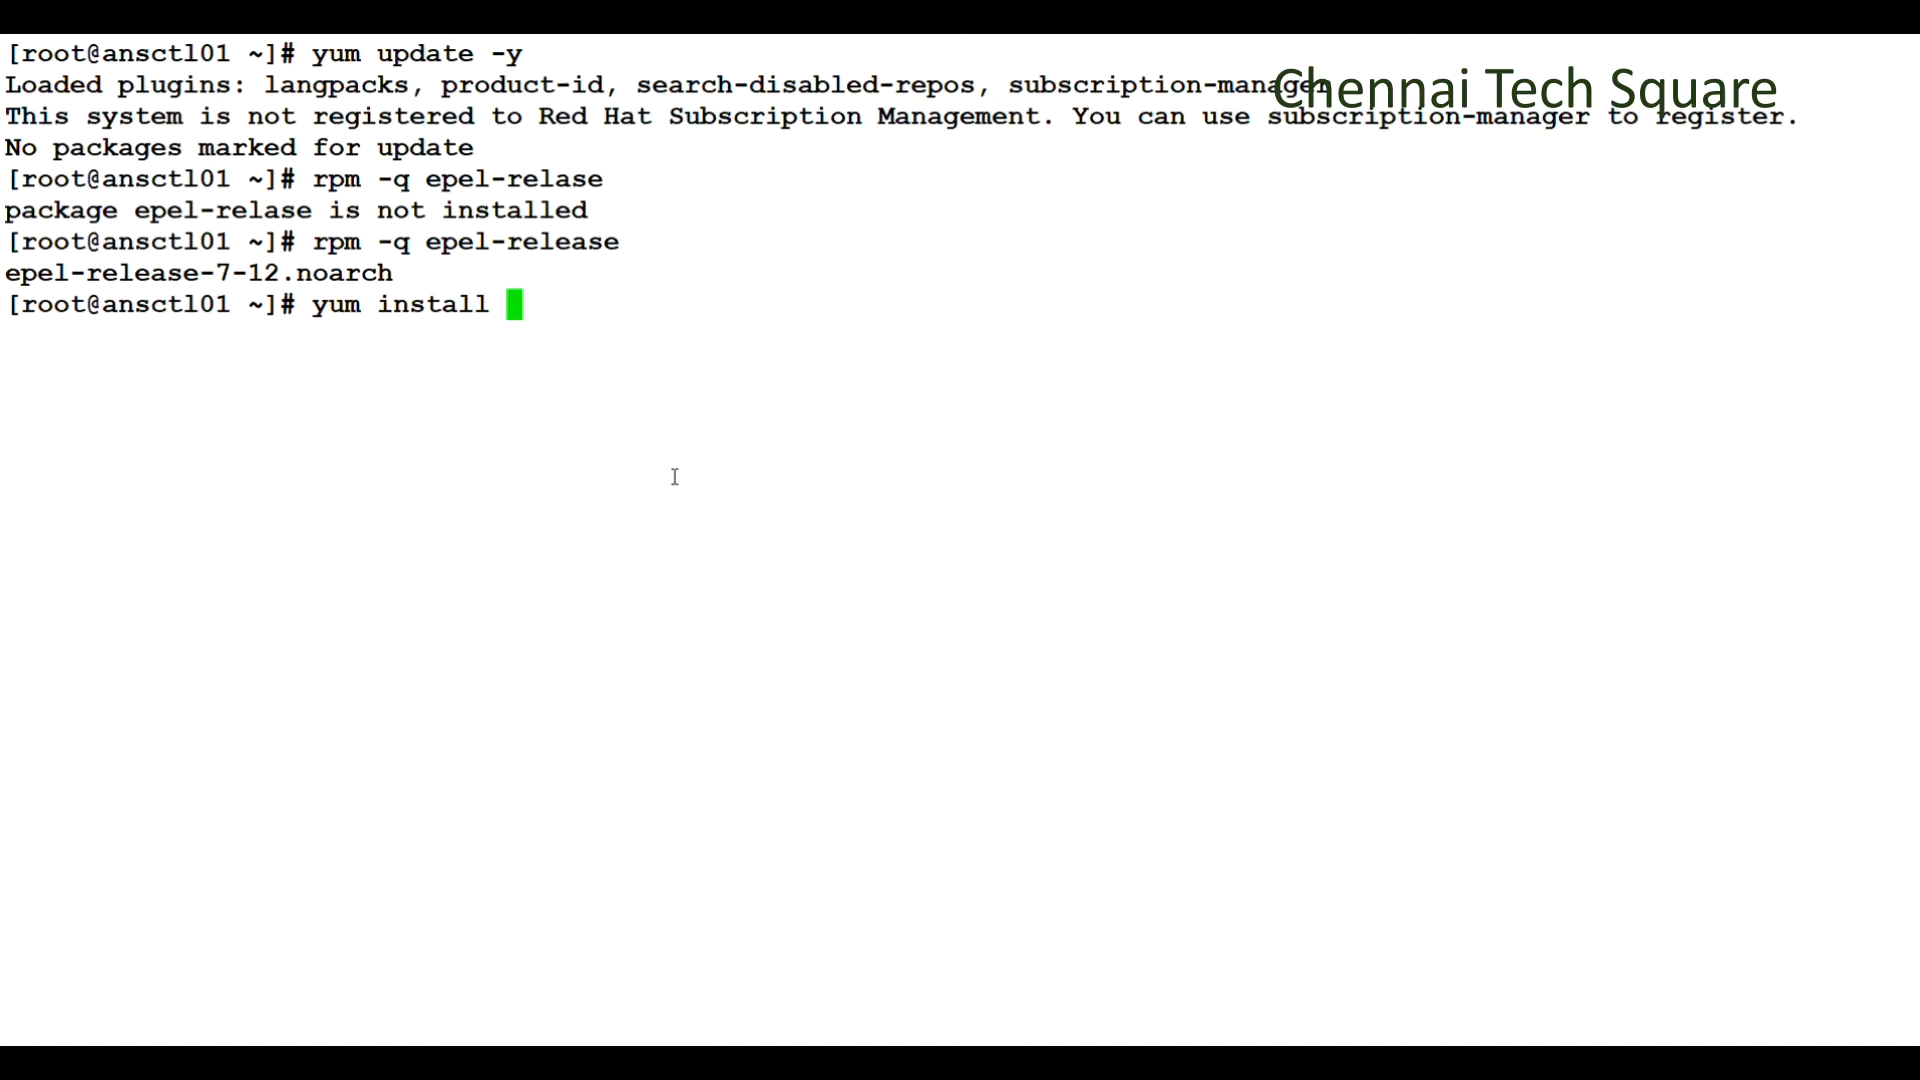 [root@ansctl01 ~]# yum update -y
Loaded plugins: langpacks, product-id, search-disabled-repos, subscription-manager
Chennai Tech Square
This system is not registered to Red Hat Subscription Management. You can use subscription-manager to register.
No packages marked for update
[root@ansctl01 ~]# rpm -q epel-relase
package epel-relase is not installed
[root@ansctl01 ~]# rpm -q epel-release
epel-release-7-12.noarch
[root@ansctl01 ~]# yum install